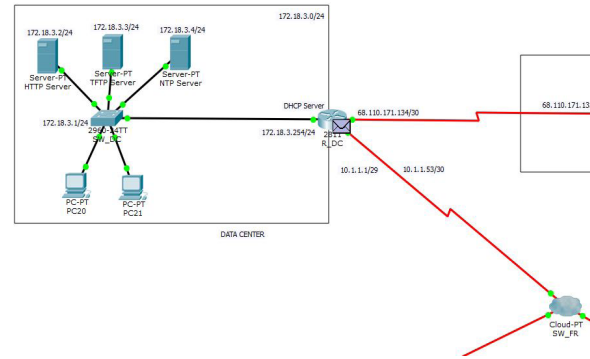 172.18.3.0/24
172.18.3.2/24
172.18.3.3/24
172.18.3.4/24
Server-PT
HTTP Server
Server-PT
TFTP Server
Server-PT
NTP Server
172.18.3.1/24
2960-24TT
SW_DC
DHCP Server
172.18.3.254/24
2811
R_DC
68.110.171.134/30
68.110.171.13
PC-PT
PC20
PC-PT
PC21
10.1.1.1/29
10.1.1.53/30
DATA CENTER
Cloud-PT
SW_FR